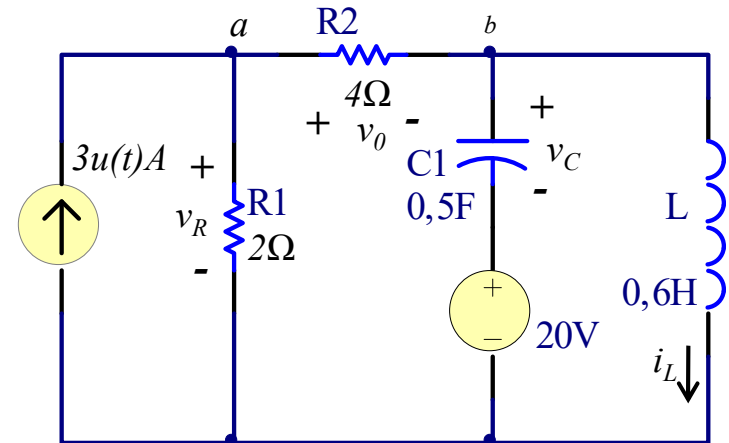 a
R2
b
4Ω
+ v0 -
3u(t)A
+
vR
-
R1
2Ω
C1
0,5F
+
vC
-
L
0,6H
+
–
20V
iL